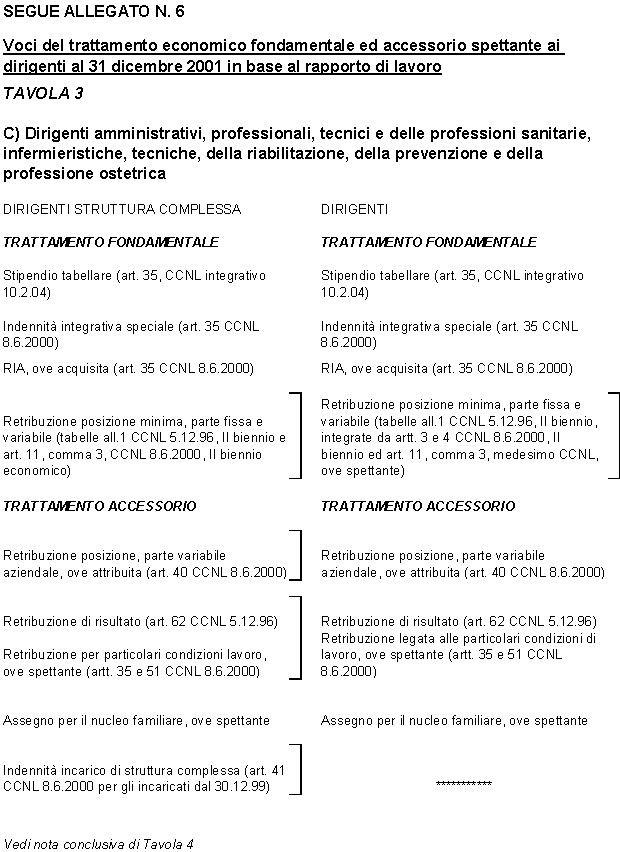 SEGUE ALLEGATO N. 6
Voci del trattamento economico fondamentale ed accessorio spettante ai
dirigenti al 31 dicembre 2001 in base al rapporto di lavoro
TAVOLA 3
C) Dirigenti amministrativi, professionali, tecnici e delle professioni sanitarie,
infermieristiche, tecniche, della riabilitazione, della prevenzione e della
professione ostetrica
DIRIGENTI STRUTTURA COMPLESSA
TRATTAMENTO FONDAMENTALE
Stipendio tabellare (art. 35, CCNL integrativo
10.2.04)
Indennità integrativa speciale (art. 35 CCNL
8.6.2000)
RIA, ove acquisita (art. 35 CCNL 8.6.2000)
Retribuzione posizione minima, parte fissa e
variabile (tabelle all.1 CCNL 5.12.96, II biennio e
art. 11, comma 3, CCNL 8.6.2000, II biennio
economico)
TRATTAMENTO ACCESSORIO
Retribuzione posizione, parte variabile
aziendale, ove attribuita (art. 40 CCNL 8.6.2000)
Retribuzione di risultato (art. 62 CCNL 5.12.96)
Retribuzione per particolari condizioni lavoro,
ove spettante (artt. 35 e 51 CCNL 8.6.2000)
Assegno per il nucleo familiare, ove spettante
Indennità incarico di struttura complessa (art. 41
CCNL 8.6.2000 per gli incaricati dal 30.12.99)
DIRIGENTI
TRATTAMENTO FONDAMENTALE
Stipendio tabellare (art. 35, CCNL integrativo
10.2.04)
Indennità integrativa speciale (art. 35 CCNL
8.6.2000)
RIA, ove acquisita (art. 35 CCNL 8.6.2000)
Retribuzione posizione minima, parte fissa e
variabile (tabelle all.1 CCNL 5.12.96, II biennio,
integrate da artt. 3 e 4 CCNL 8.6.2000, II
biennio ed art. 11, comma 3, medesimo CCNL,
ove spettante)
TRATTAMENTO ACCESSORIO
Retribuzione posizione, parte variabile
aziendale, ove attribuita (art. 40 CCNL 8.6.2000)
Retribuzione di risultato (art. 62 CCNL 5.12.96)
Retribuzione legata alle particolari condizioni di
lavoro, ove spettante (artt. 35 e 51 CCNL
8.6.2000)
Assegno per il nucleo familiare, ove spettante
***********
Vedi nota conclusiva di Tavola 4